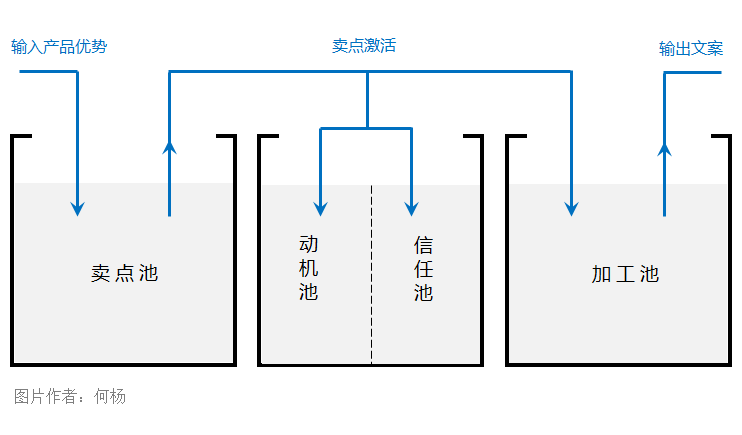 输入产品优势
卖点激活
输出文案
卖点池
动机池
信任池
加工池
图片作者：何杨